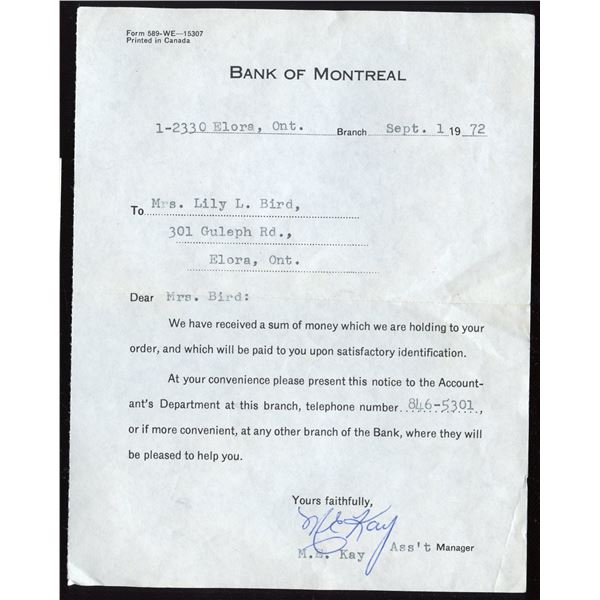 Form 589-WE—15307
Printed in Canada
BANK OF MONTREAL
1-2330 Elora, Ont. Branch Sept. 1 19 72
To Mrs. Lily L. Bird,
301 Guleph Rd.,
Elora, Ont.
Dear Mrs. Bird:
We have received a sum of money which we are holding to your
order, and which will be paid to you upon satisfactory identification.
At your convenience please present this notice to the Account-
ant's Department at this branch, telephone number 846-5301,
or if more convenient, at any other branch of the Bank, where they will
be pleased to help you.
Yours faithfully,
M E Kay
M.E. Kay Ass't Manager